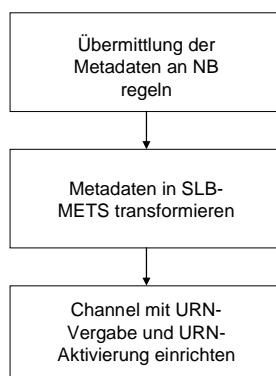 Übermittlung der
Metadaten an NB
regeln
Metadaten in SLB-
METS transformieren
Channel mit URN-
Vergabe und URN-
Aktivierung einrichten